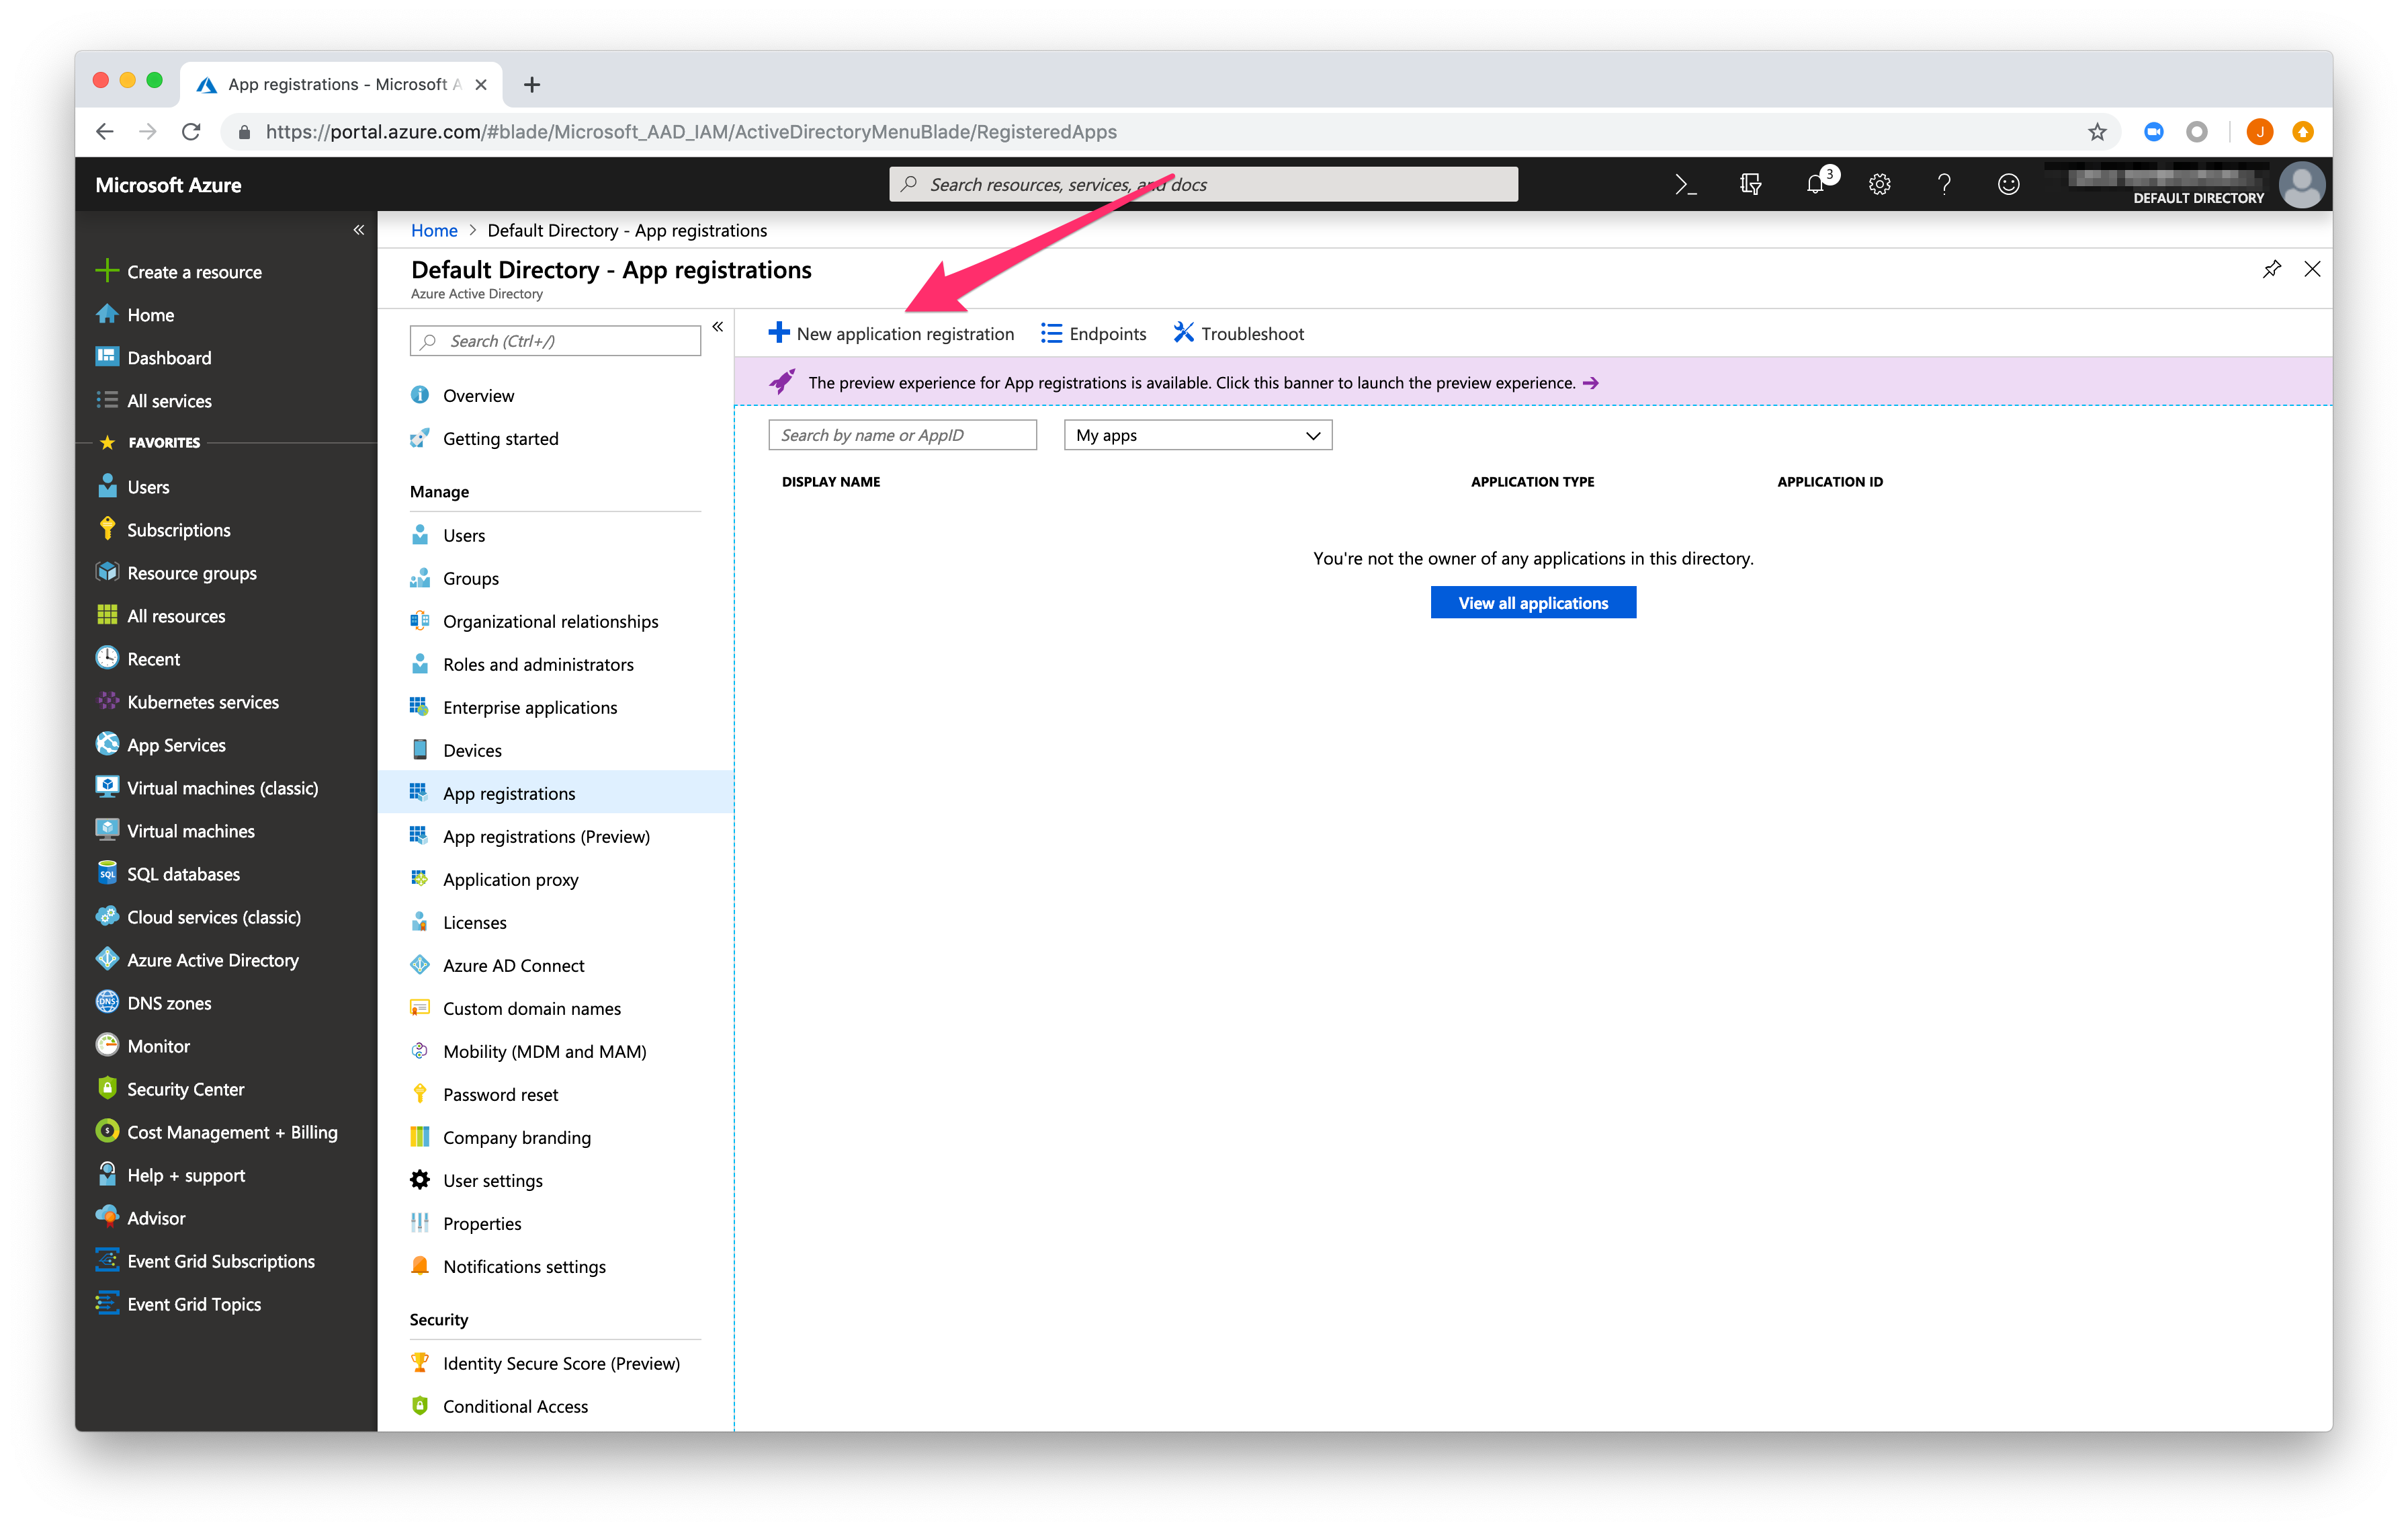 App registrations - Microsoft A
https://portal.azure.com/#blade/Microsoft_AAD_IAM/ActiveDirectoryMenuBlade/RegisteredApps
J
Microsoft Azure
Search resources, services, and docs
3
DEFAULT DIRECTORY
Create a resource
Home
Dashboard
All services
FAVORITES
Users
Subscriptions
Resource groups
All resources
Recent
Kubernetes services
App Services
Virtual machines (classic)
Virtual machines
SQL
SQL databases
Cloud services (classic)
Azure Active Directory
DNS
DNS zones
Monitor
Security Center
Cost Management + Billing
Help + support
Advisor
Event Grid Subscriptions
Event Grid Topics
Home > Default Directory - App registrations
Default Directory - App registrations
Azure Active Directory
Search (Ctrl+/)
Overview
Getting started
Manage
Users
Groups
Organizational relationships
Roles and administrators
Enterprise applications
Devices
App registrations
App registrations (Preview)
Application proxy
Licenses
Azure AD Connect
Custom domain names
Mobility (MDM and MAM)
Password reset
Company branding
User settings
Properties
Notifications settings
Security
Identity Secure Score (Preview)
Conditional Access
New application registration Endpoints Troubleshoot
The preview experience for App registrations is available. Click this banner to launch the preview experience.
Search by name or AppID My apps
DISPLAY NAME APPLICATION TYPE APPLICATION ID
You're not the owner of any applications in this directory.
View all applications